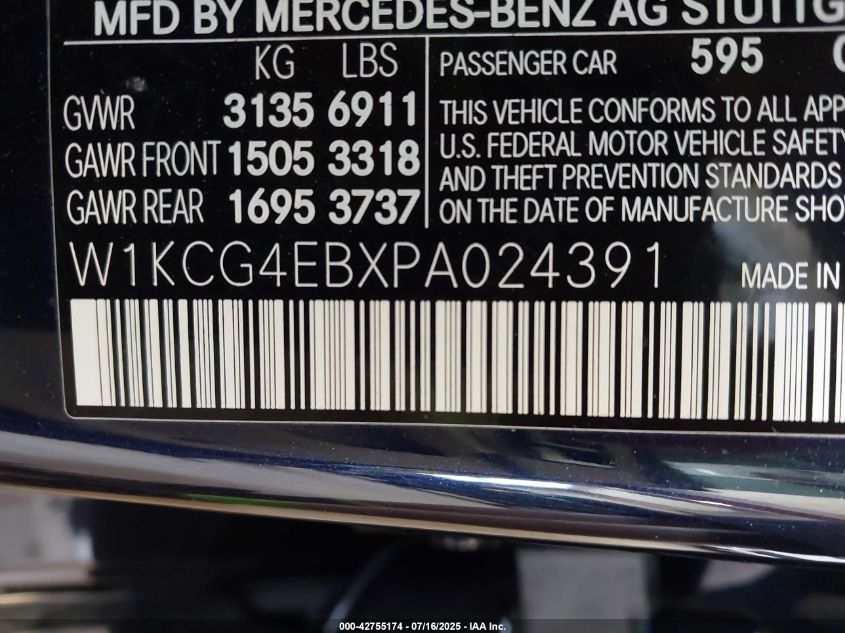 MFD BY MERCEDES-BENZ AG STUTTG
KG LBS
GVWR 3135 6911
GAWR FRONT 1505 3318
GAWR REAR 1695 3737
PASSENGER CAR 595
THIS VEHICLE CONFORMS TO ALL APP
U.S. FEDERAL MOTOR VEHICLE SAFETY
AND THEFT PREVENTION STANDARDS
ON THE DATE OF MANUFACTURE SHO
W1KCG4EBXPA024391
MADE IN
000-42755174 / 07/16/2025 - IAA Inc.